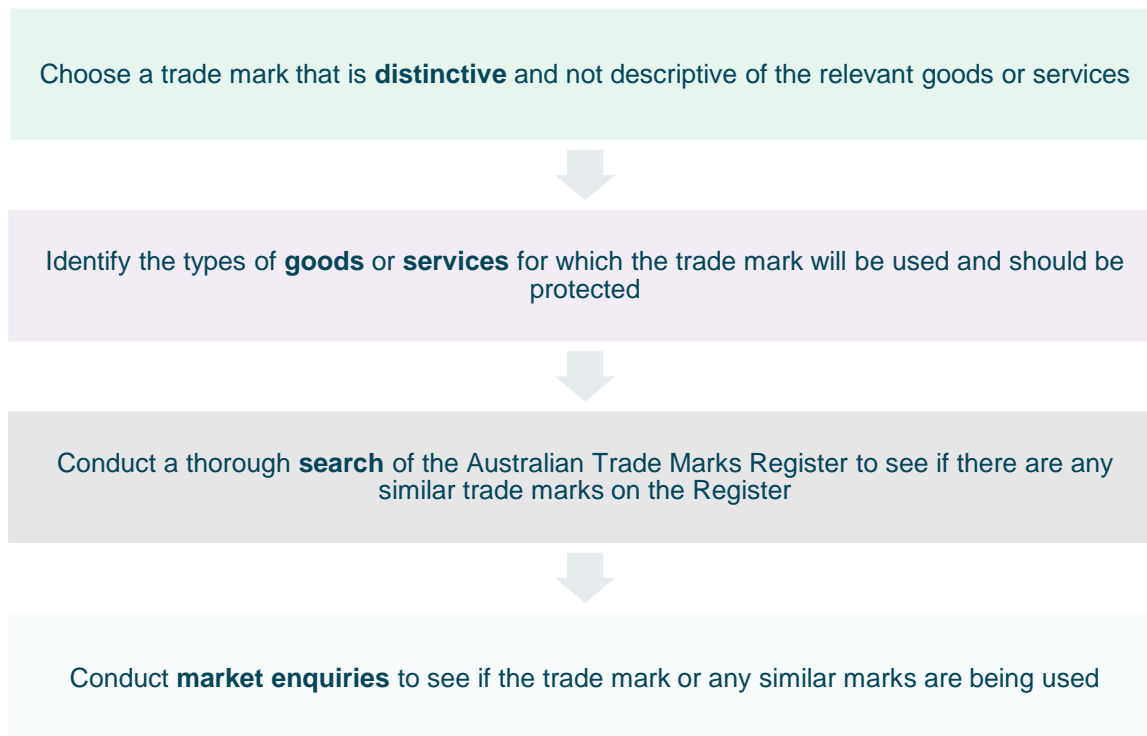 Choose a trade mark that is distinctive and not descriptive of the relevant goods or services
Identify the types of goods or services for which the trade mark will be used and should be
protected
Conduct a thorough search of the Australian Trade Marks Register to see if there are any
similar trade marks on the Register
Conduct market enquiries to see if the trade mark or any similar marks are being used